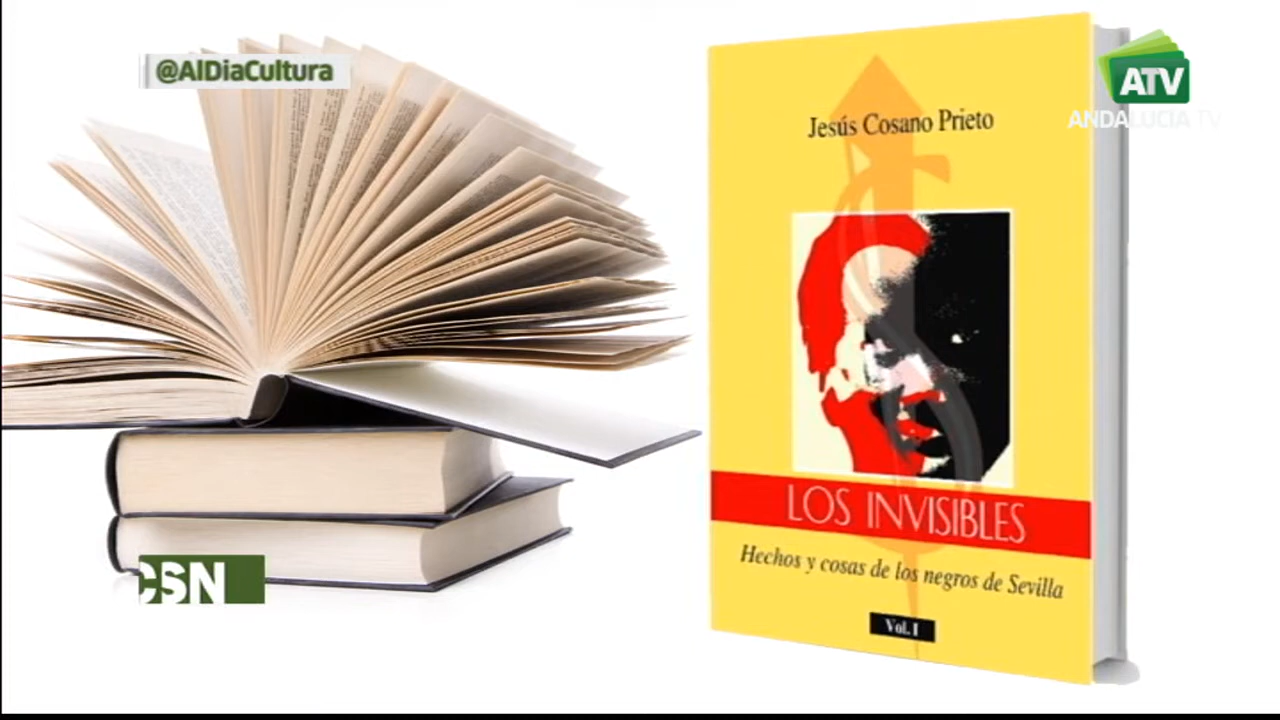 @AlDiaCultura
ATV
ANDALUCIA TV
Jesús Cosano Prieto
LOS INVISIBLES
Hechos y cosas de los negros de Sevilla
Vol. I
CSN